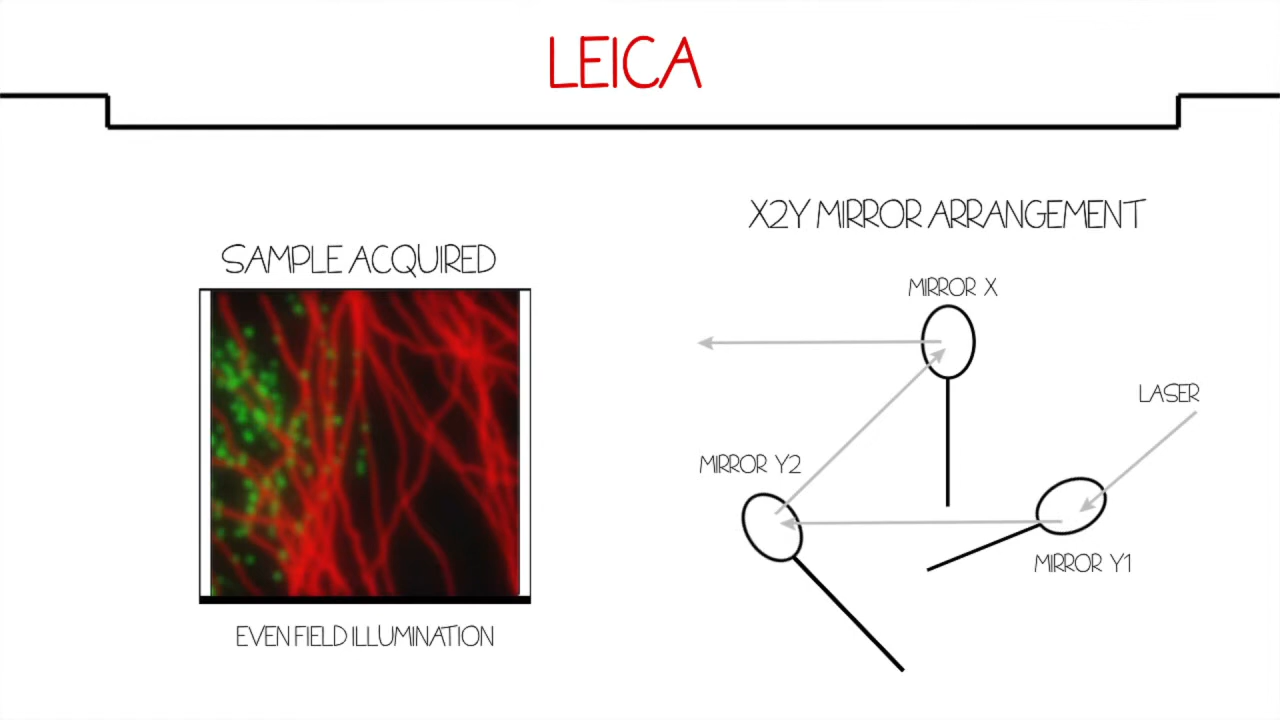 LEICA
X2Y MIRROR ARRANGEMENT
SAMPLE ACQUIRED
MIRROR X
LASER
MIRROR Y2
MIRROR Y1
EVEN FIELD ILLUMINATION